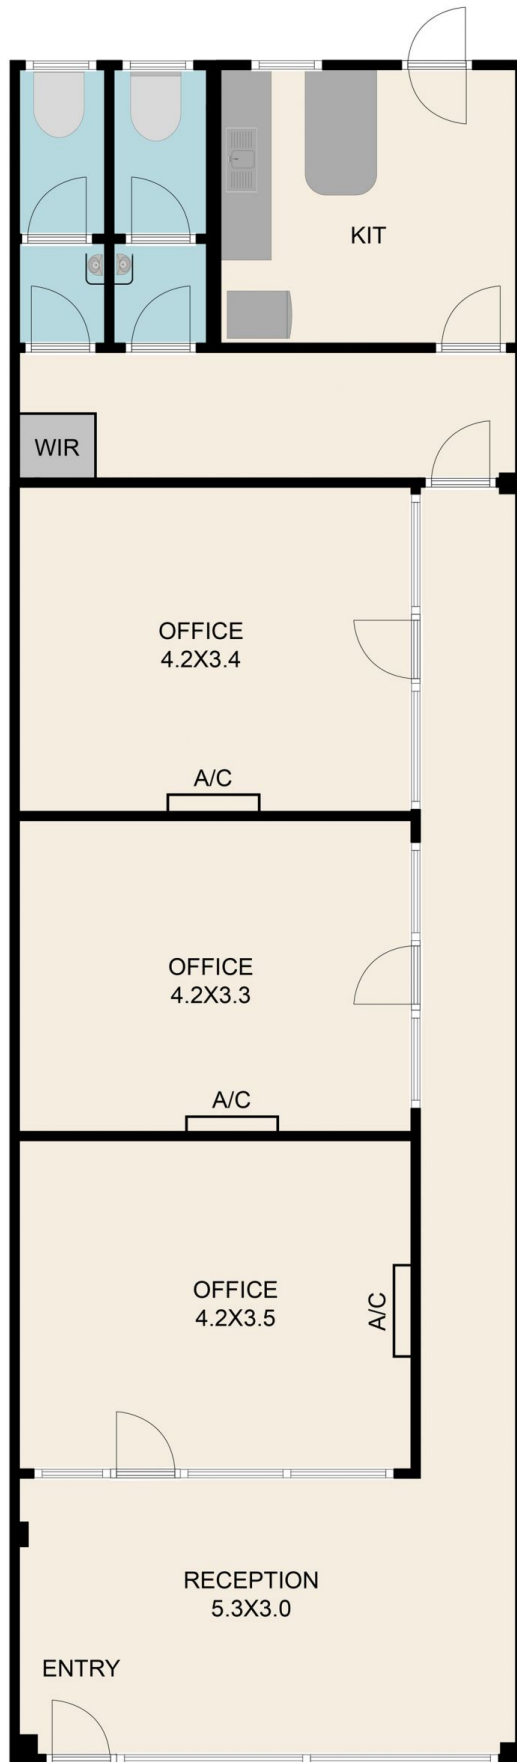 KIT
WIR
OFFICE
4.2X3.4
A/C
OFFICE
4.2X3.3
A/C
OFFICE
4.2X3.5
A/C
RECEPTION
5.3X3.0
ENTRY